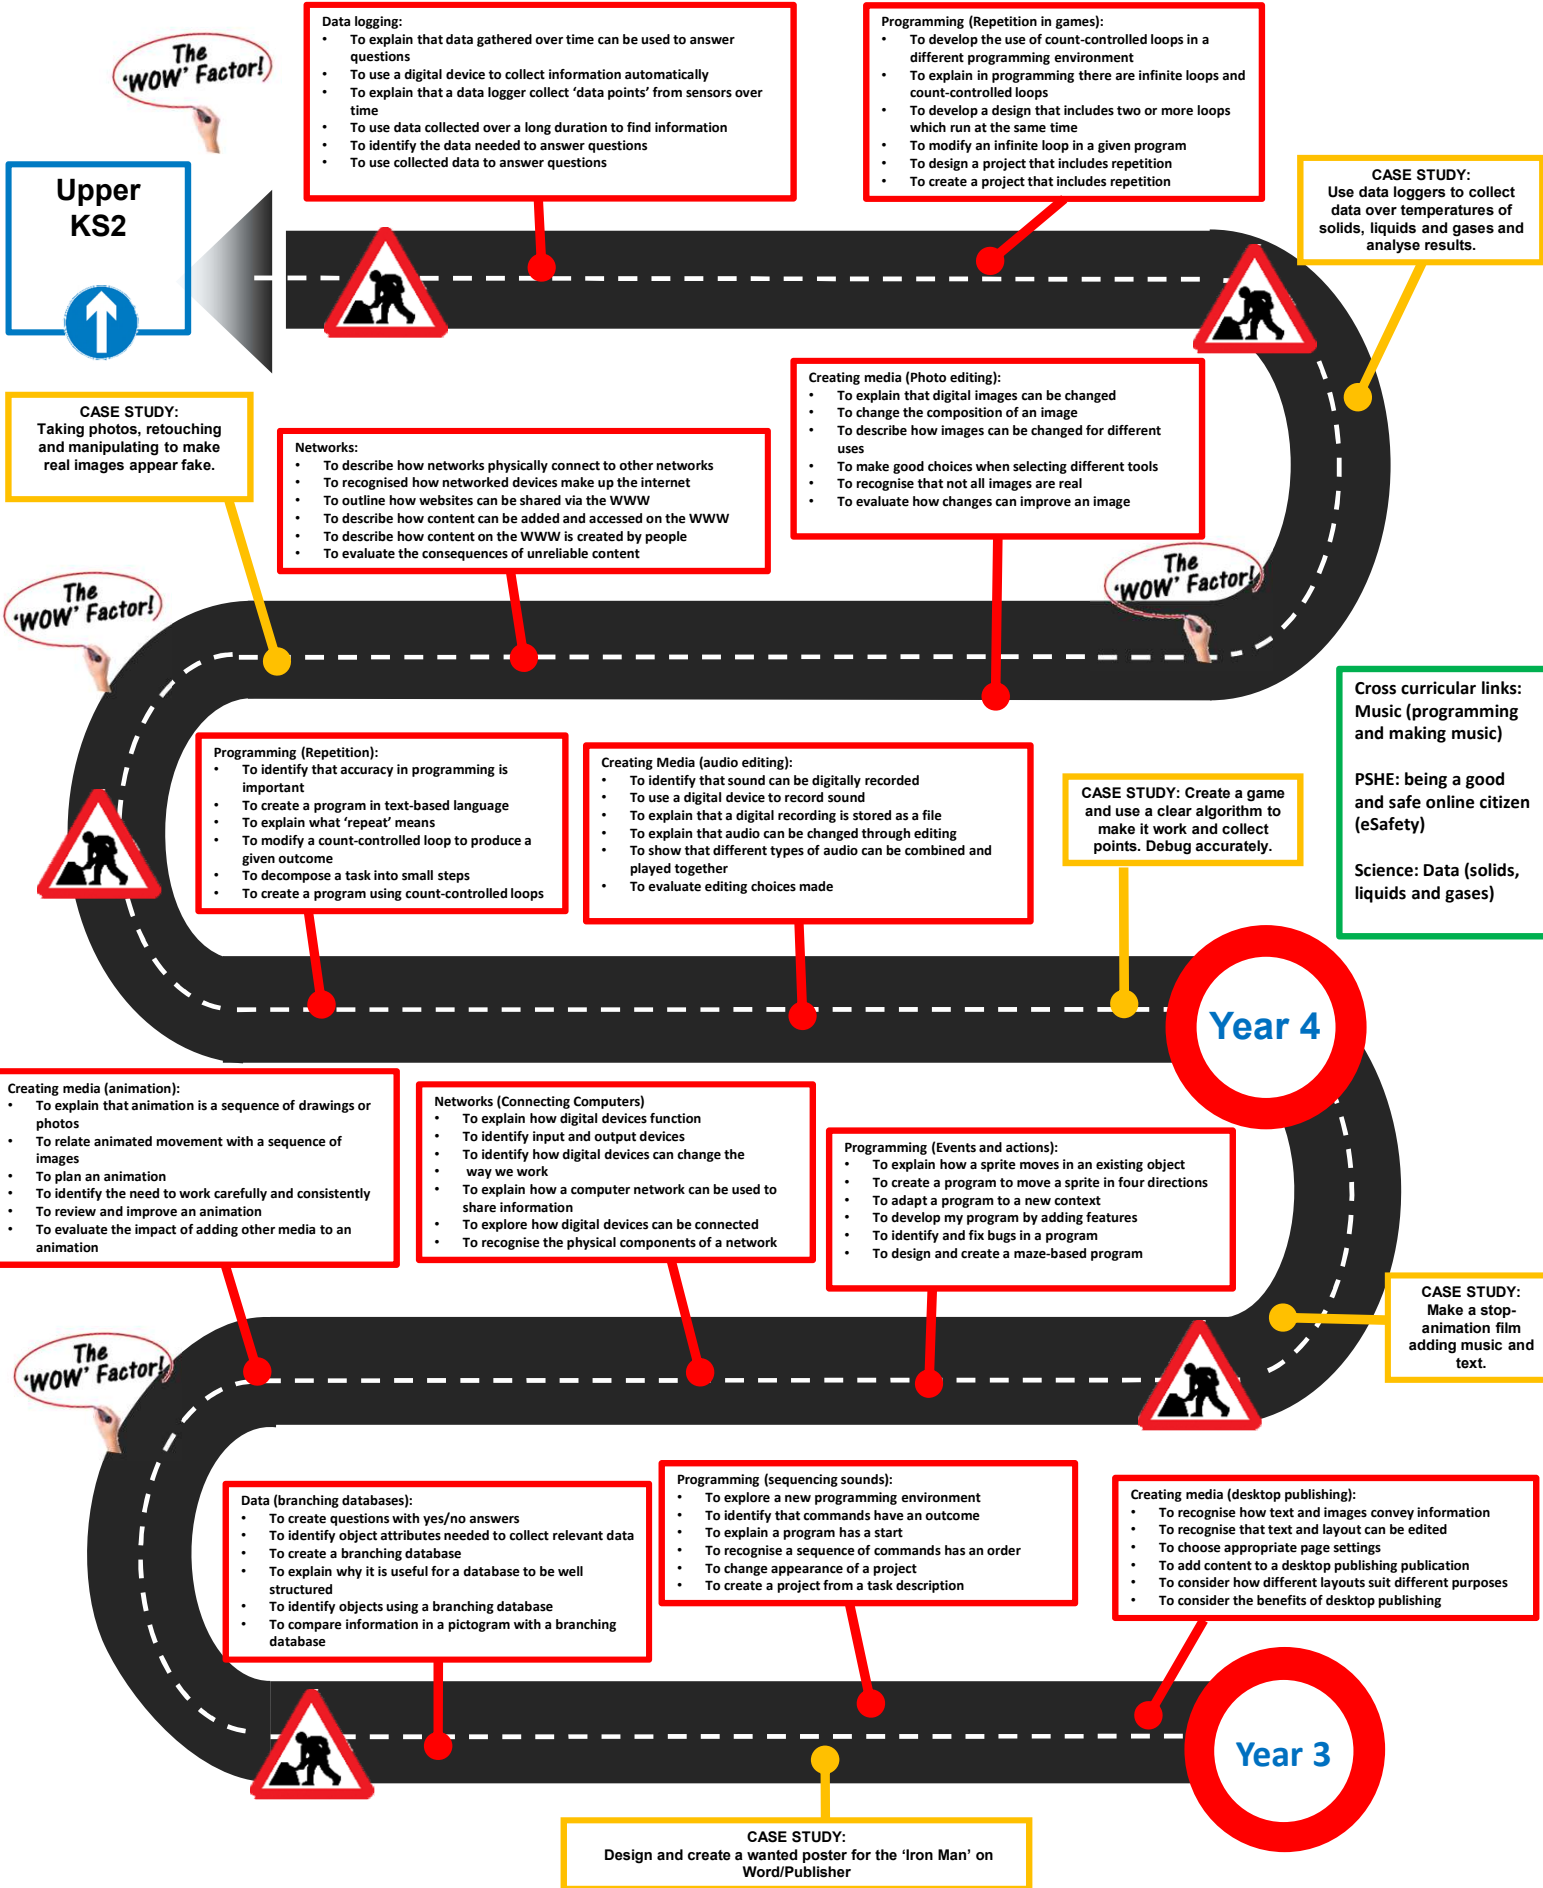 The
'WOW' Factor!
Data logging:
• To explain that data gathered over time can be used to answer
questions
• To use a digital device to collect information automatically
• To explain that a data logger collect ‘data points’ from sensors over
time
• To use data collected over a long duration to find information
• To identify the data needed to answer questions
• To use collected data to answer questions
Programming (Repetition in games):
• To develop the use of count-controlled loops in a
different programming environment
• To explain in programming there are infinite loops and
count-controlled loops
• To develop a design that includes two or more loops
which run at the same time
• To modify an infinite loop in a given program
• To design a project that includes repetition
• To create a project that includes repetition
Upper
KS2
CASE STUDY:
Use data loggers to collect
data over temperatures of
solids, liquids and gases and
analyse results.
CASE STUDY:
Taking photos, retouching
and manipulating to make
real images appear fake.
Networks:
• To describe how networks physically connect to other networks
• To recognised how networked devices make up the internet
• To outline how websites can be shared via the WWW
• To describe how content can be added and accessed on the WWW
• To describe how content on the WWW is created by people
• To evaluate the consequences of unreliable content
Creating media (Photo editing):
• To explain that digital images can be changed
• To change the composition of an image
• To describe how images can be changed for different
uses
• To make good choices when selecting different tools
• To recognise that not all images are real
• To evaluate how changes can improve an image
The
'WOW' Factor!
The
'WOW' Factor!
Cross curricular links:
Music (programming
and making music)
PSHE: being a good
and safe online citizen
(eSafety)
Science: Data (solids,
liquids and gases)
Programming (Repetition):
• To identify that accuracy in programming is
important
• To create a program in text-based language
• To explain what ‘repeat’ means
• To modify a count-controlled loop to produce a
given outcome
• To decompose a task into small steps
• To create a program using count-controlled loops
Creating Media (audio editing):
• To identify that sound can be digitally recorded
• To use a digital device to record sound
• To explain that a digital recording is stored as a file
• To explain that audio can be changed through editing
• To show that different types of audio can be combined and
played together
• To evaluate editing choices made
CASE STUDY: Create a game
and use a clear algorithm to
make it work and collect
points. Debug accurately.
Year 4
Creating media (animation):
• To explain that animation is a sequence of drawings or
photos
• To relate animated movement with a sequence of
images
• To plan an animation
• To identify the need to work carefully and consistently
• To review and improve an animation
• To evaluate the impact of adding other media to an
animation
Networks (Connecting Computers)
• To explain how digital devices function
• To identify input and output devices
• To identify how digital devices can change the
• way we work
• To explain how a computer network can be used to
share information
• To explore how digital devices can be connected
• To recognise the physical components of a network
Programming (Events and actions):
• To explain how a sprite moves in an existing object
• To create a program to move a sprite in four directions
• To adapt a program to a new context
• To develop my program by adding features
• To identify and fix bugs in a program
• To design and create a maze-based program
CASE STUDY:
Make a stop-
animation film
adding music and
text.
The
'WOW' Factor!
Data (branching databases):
• To create questions with yes/no answers
• To identify object attributes needed to collect relevant data
• To create a branching database
• To explain why it is useful for a database to be well
structured
• To identify objects using a branching database
• To compare information in a pictogram with a branching
database
Programming (sequencing sounds):
• To explore a new programming environment
• To identify that commands have an outcome
• To explain a program has a start
• To recognise a sequence of commands has an order
• To change appearance of a project
• To create a project from a task description
Creating media (desktop publishing):
• To recognise how text and images convey information
• To recognise that text and layout can be edited
• To choose appropriate page settings
• To add content to a desktop publishing publication
• To consider how different layouts suit different purposes
• To consider the benefits of desktop publishing
Year 3
CASE STUDY:
Design and create a wanted poster for the ‘Iron Man’ on
Word/Publisher